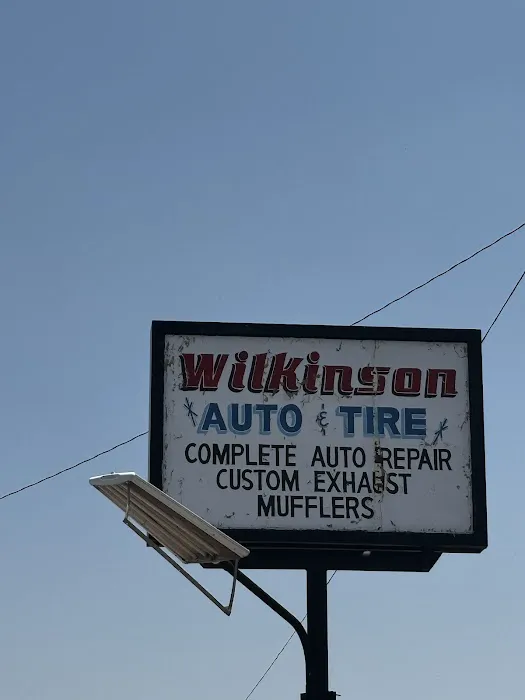 Wilkinson
AUTO & TIRE
COMPLETE AUTO REPAIR
CUSTOM EXHAUST
MUFFLERS